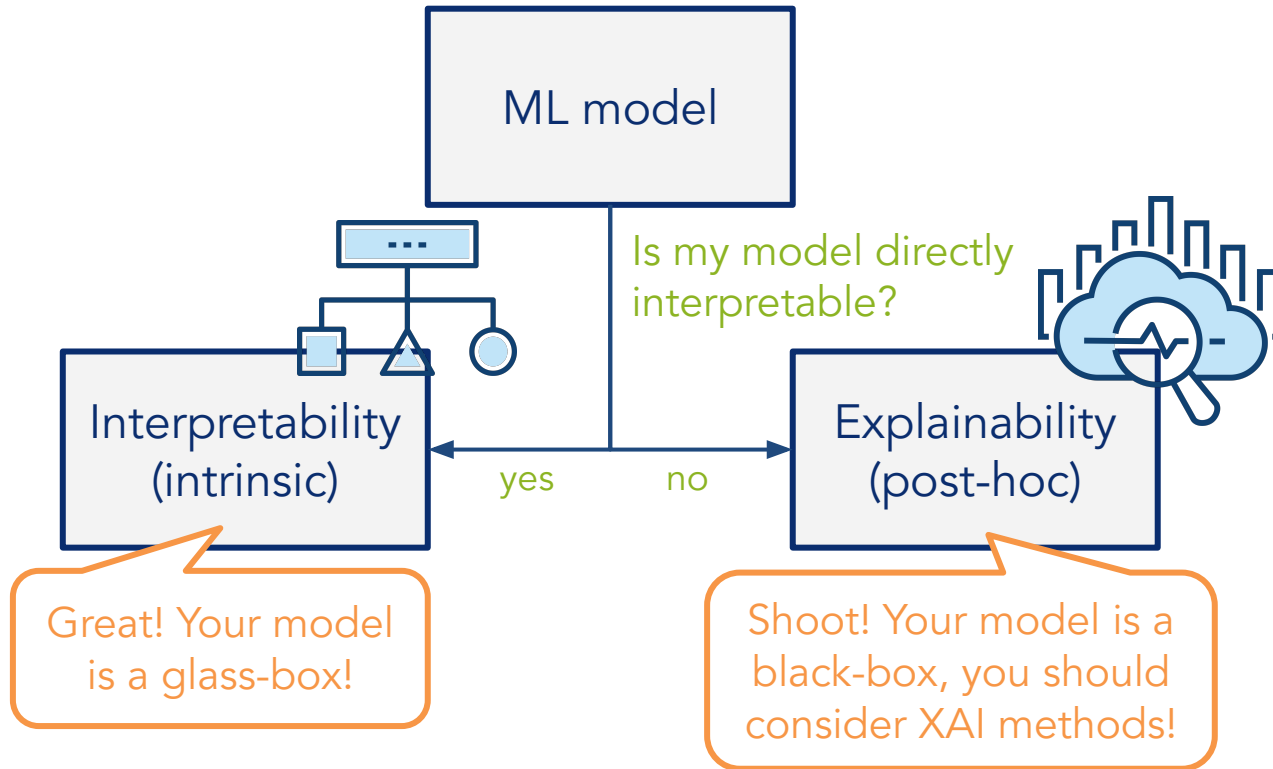 ML model
Is my model directly
interpretable?
Interpretability
(intrinsic)
yes
no
Explainability
(post-hoc)
Great! Your model
is a glass-box!
Shoot! Your model is a
black-box, you should
consider XAI methods!